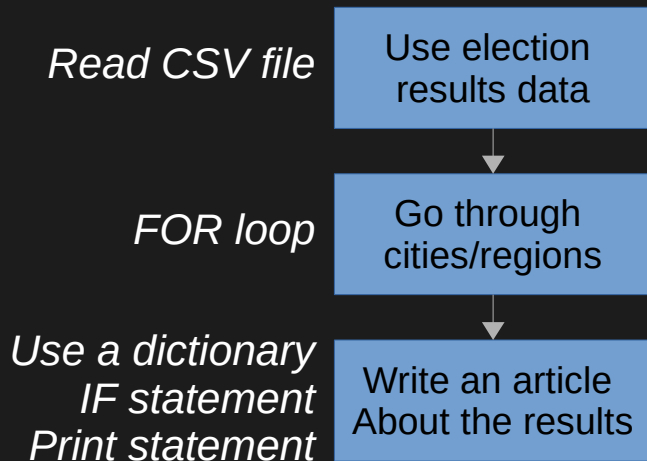 Read CSV file
Use election
results data
FOR loop
Go through
cities/regions
Use a dictionary
IF statement
Print statement
Write an article
About the results